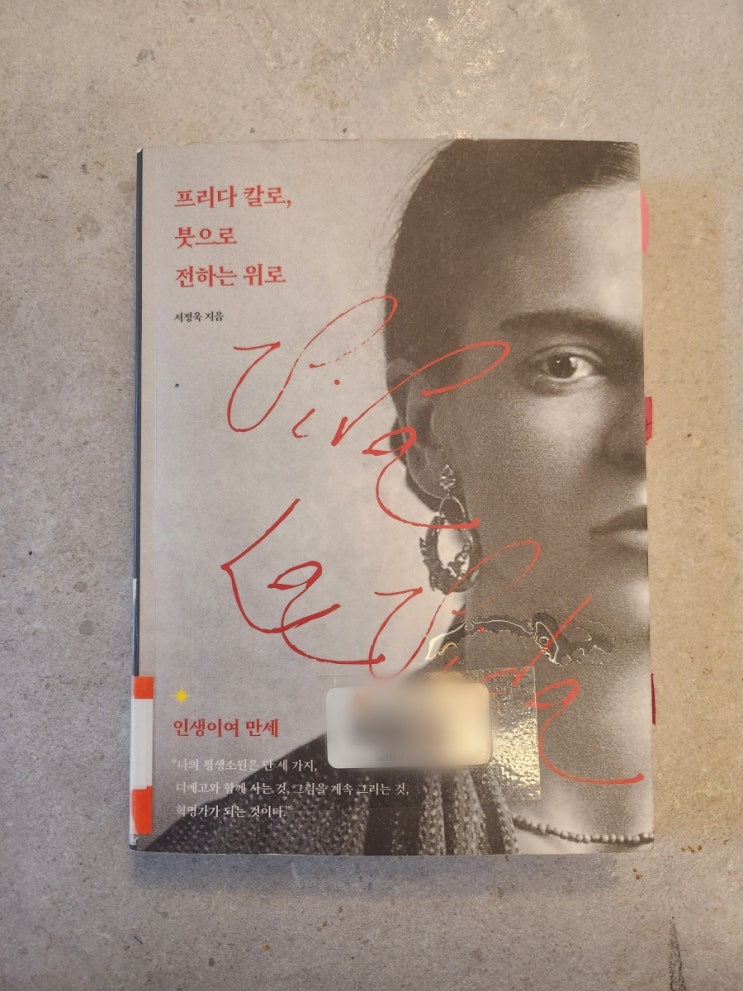 프리다 칼로,
붓으로
전하는 위로
서정욱 지음
Viva
la Vida
인생이여 만세
"나의 평생소원은 단 세 가지,
디에고와 함께 사는 것, 그림을 계속 그리는 것,
혁명가가 되는 것이다."